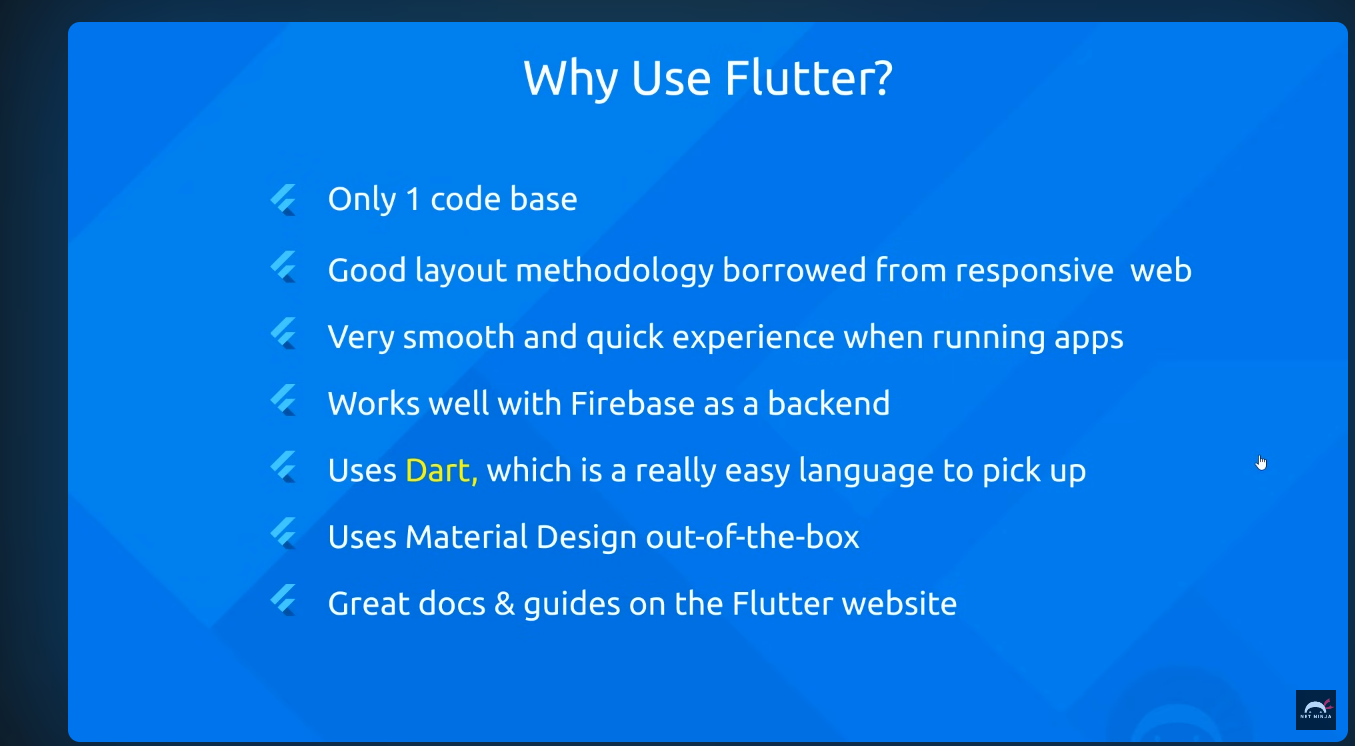 Why Use Flutter?
Only 1 code base
Good layout methodology borrowed from responsive  web
Very smooth and quick experience when running apps
Works well with Firebase as a backend
Uses Dart, which is a really easy language to pick up
Uses Material Design out-of-the-box
Great docs & guides on the Flutter website
NET NINJA